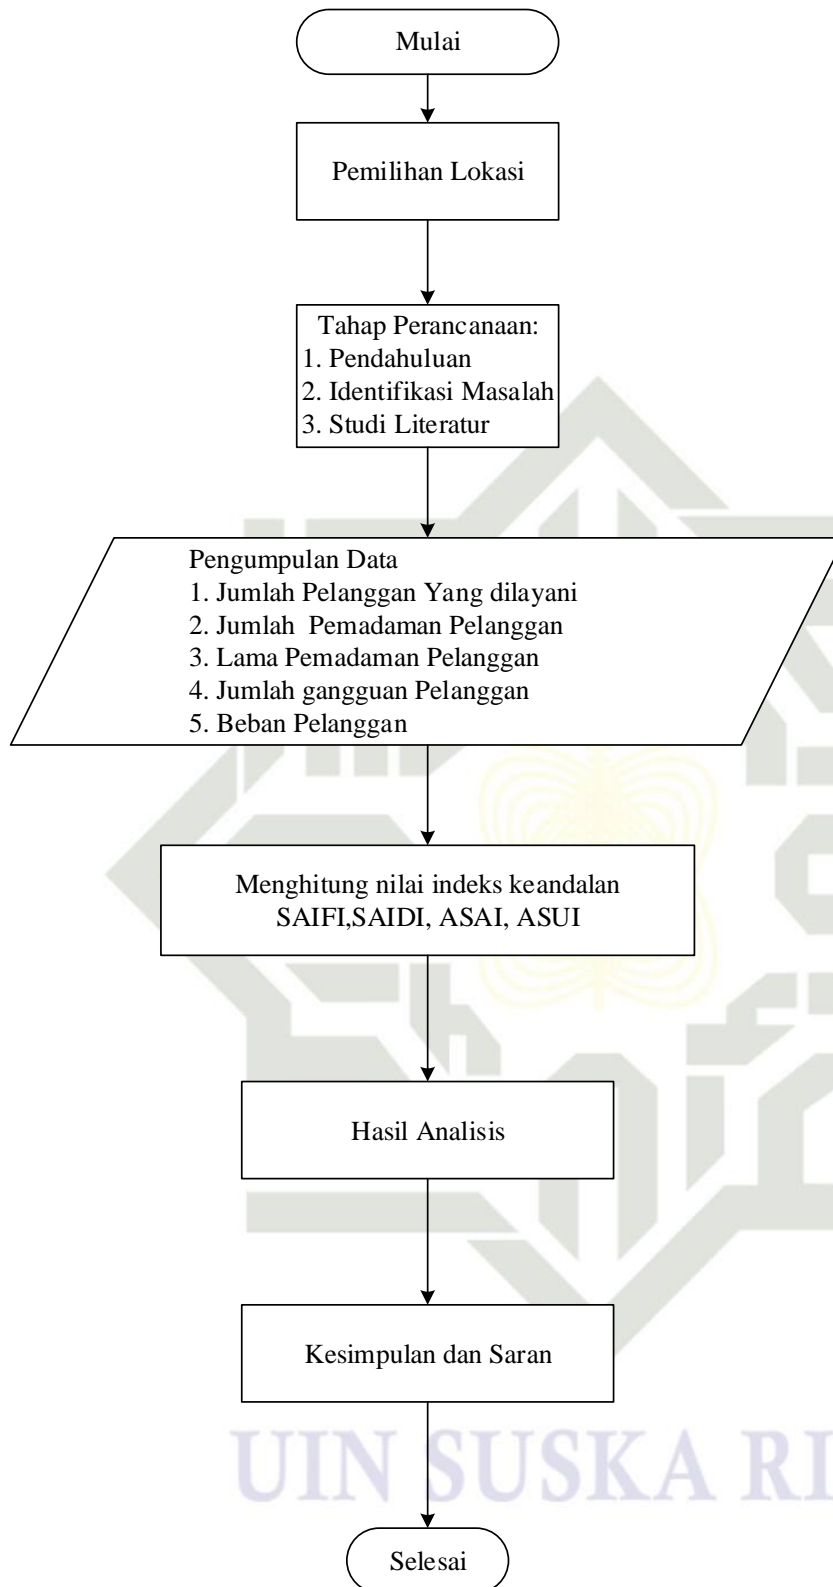 Mulai
Pemilihan Lokasi
Tahap Perancanaan:
1. Pendahuluan
2. Identifikasi Masalah
3. Studi Literatur
Pengumpulan Data
1. Jumlah Pelanggan Yang dilayani
2. Jumlah Pemadaman Pelanggan
3. Lama Pemadaman Pelanggan
4. Jumlah gangguan Pelanggan
5. Beban Pelanggan
Menghitung nilai indeks keandalan
SAIFI,SAIDI, ASAI, ASUI
Hasil Analisis
Kesimpulan dan Saran
UIN SUSKA RI
Selesai